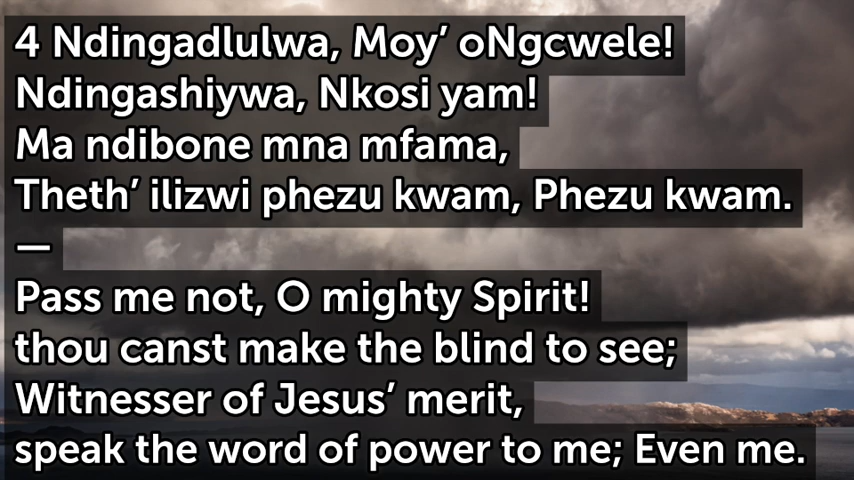 4 Ndingadlulwa, Moy’ oNgcwele!
Ndingashiywa, Nkosi yam!
Ma ndibone mna mfama,
Theth’ ilizwi phezu kwam, Phezu kwam.
—
Pass me not, O mighty Spirit!
thou canst make the blind to see;
Witnesser of Jesus’ merit,
speak the word of power to me; Even me.